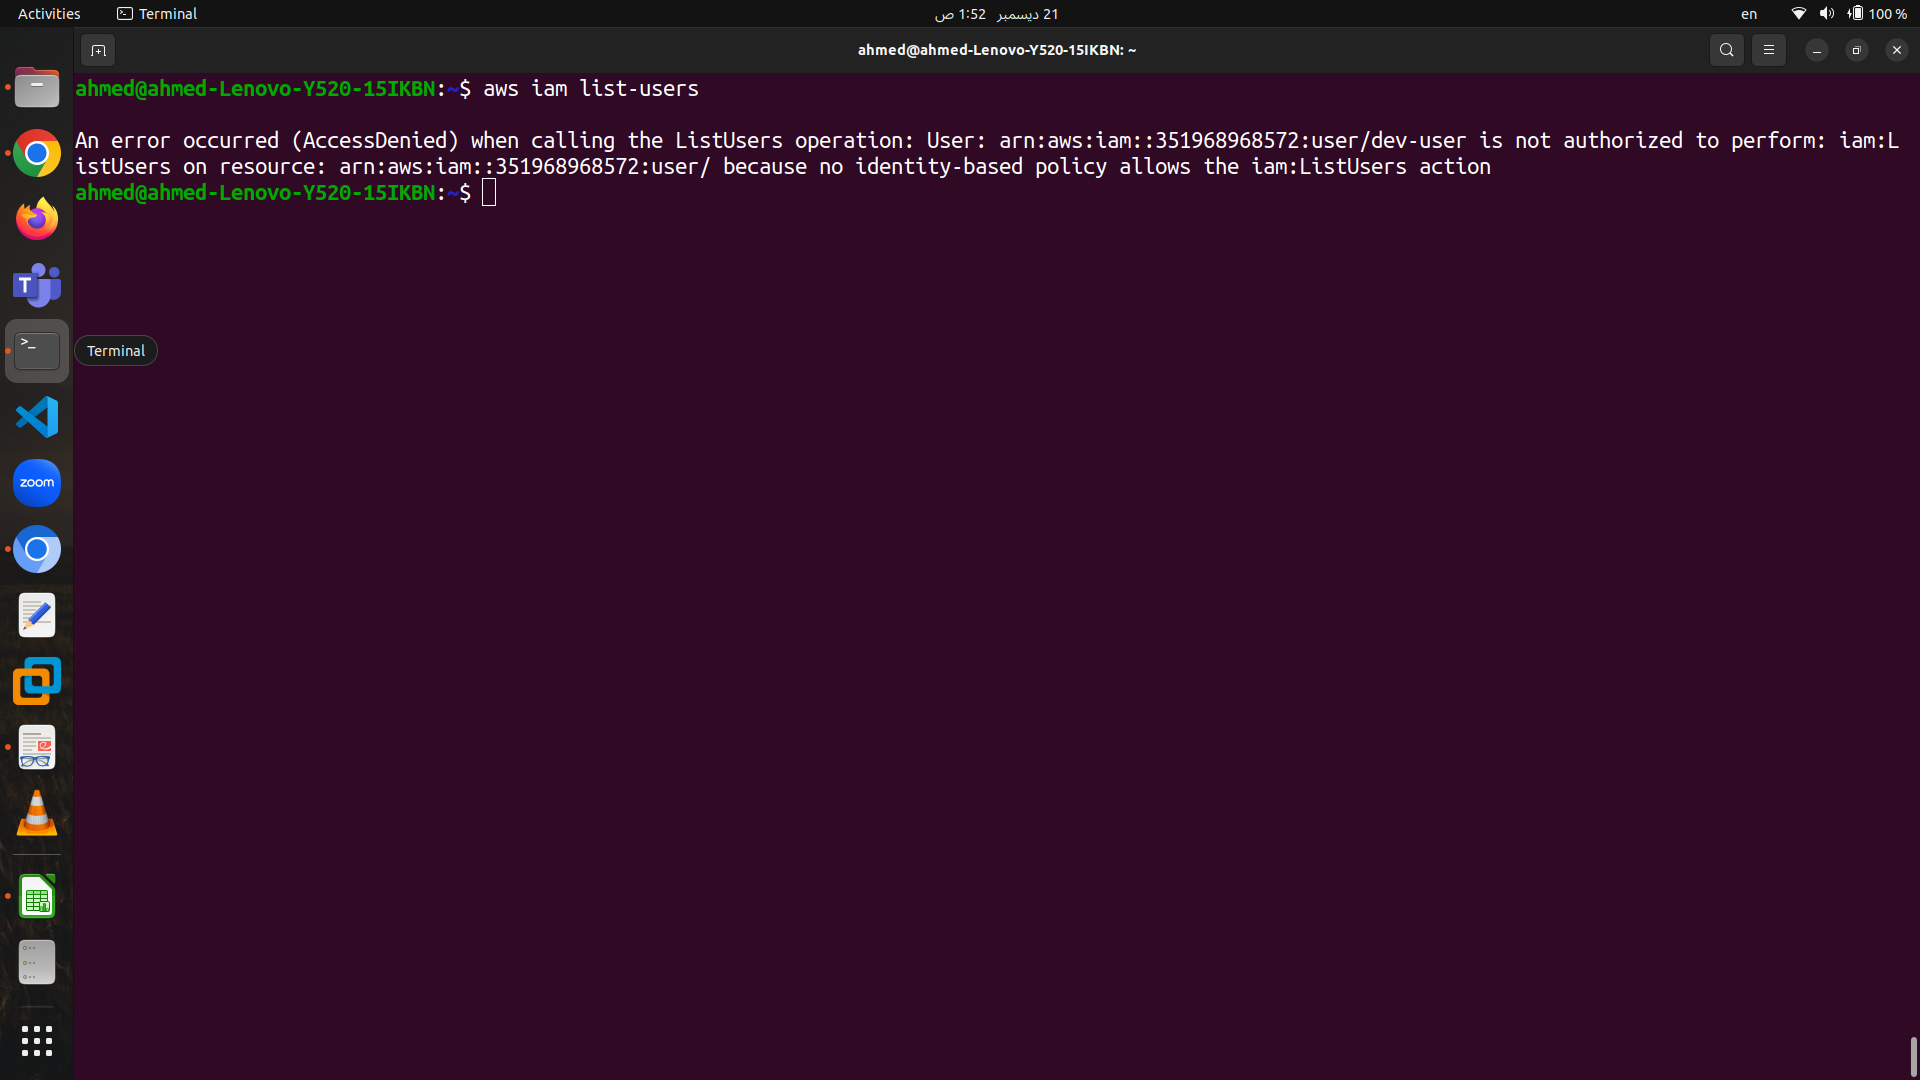 Activities
Terminal
21 ديسمبر 1:52 ص
en
100 %
ahmed@ahmed-Lenovo-Y520-15IKBN: ~
ahmed@ahmed-Lenovo-Y520-15IKBN:~$ aws iam list-users
An error occurred (AccessDenied) when calling the ListUsers operation: User: arn:aws:iam::351968968572:user/dev-user is not authorized to perform: iam:L
istUsers on resource: arn:aws:iam::351968968572:user/ because no identity-based policy allows the iam:ListUsers action
ahmed@ahmed-Lenovo-Y520-15IKBN:~$
T
>_
Terminal
zoom